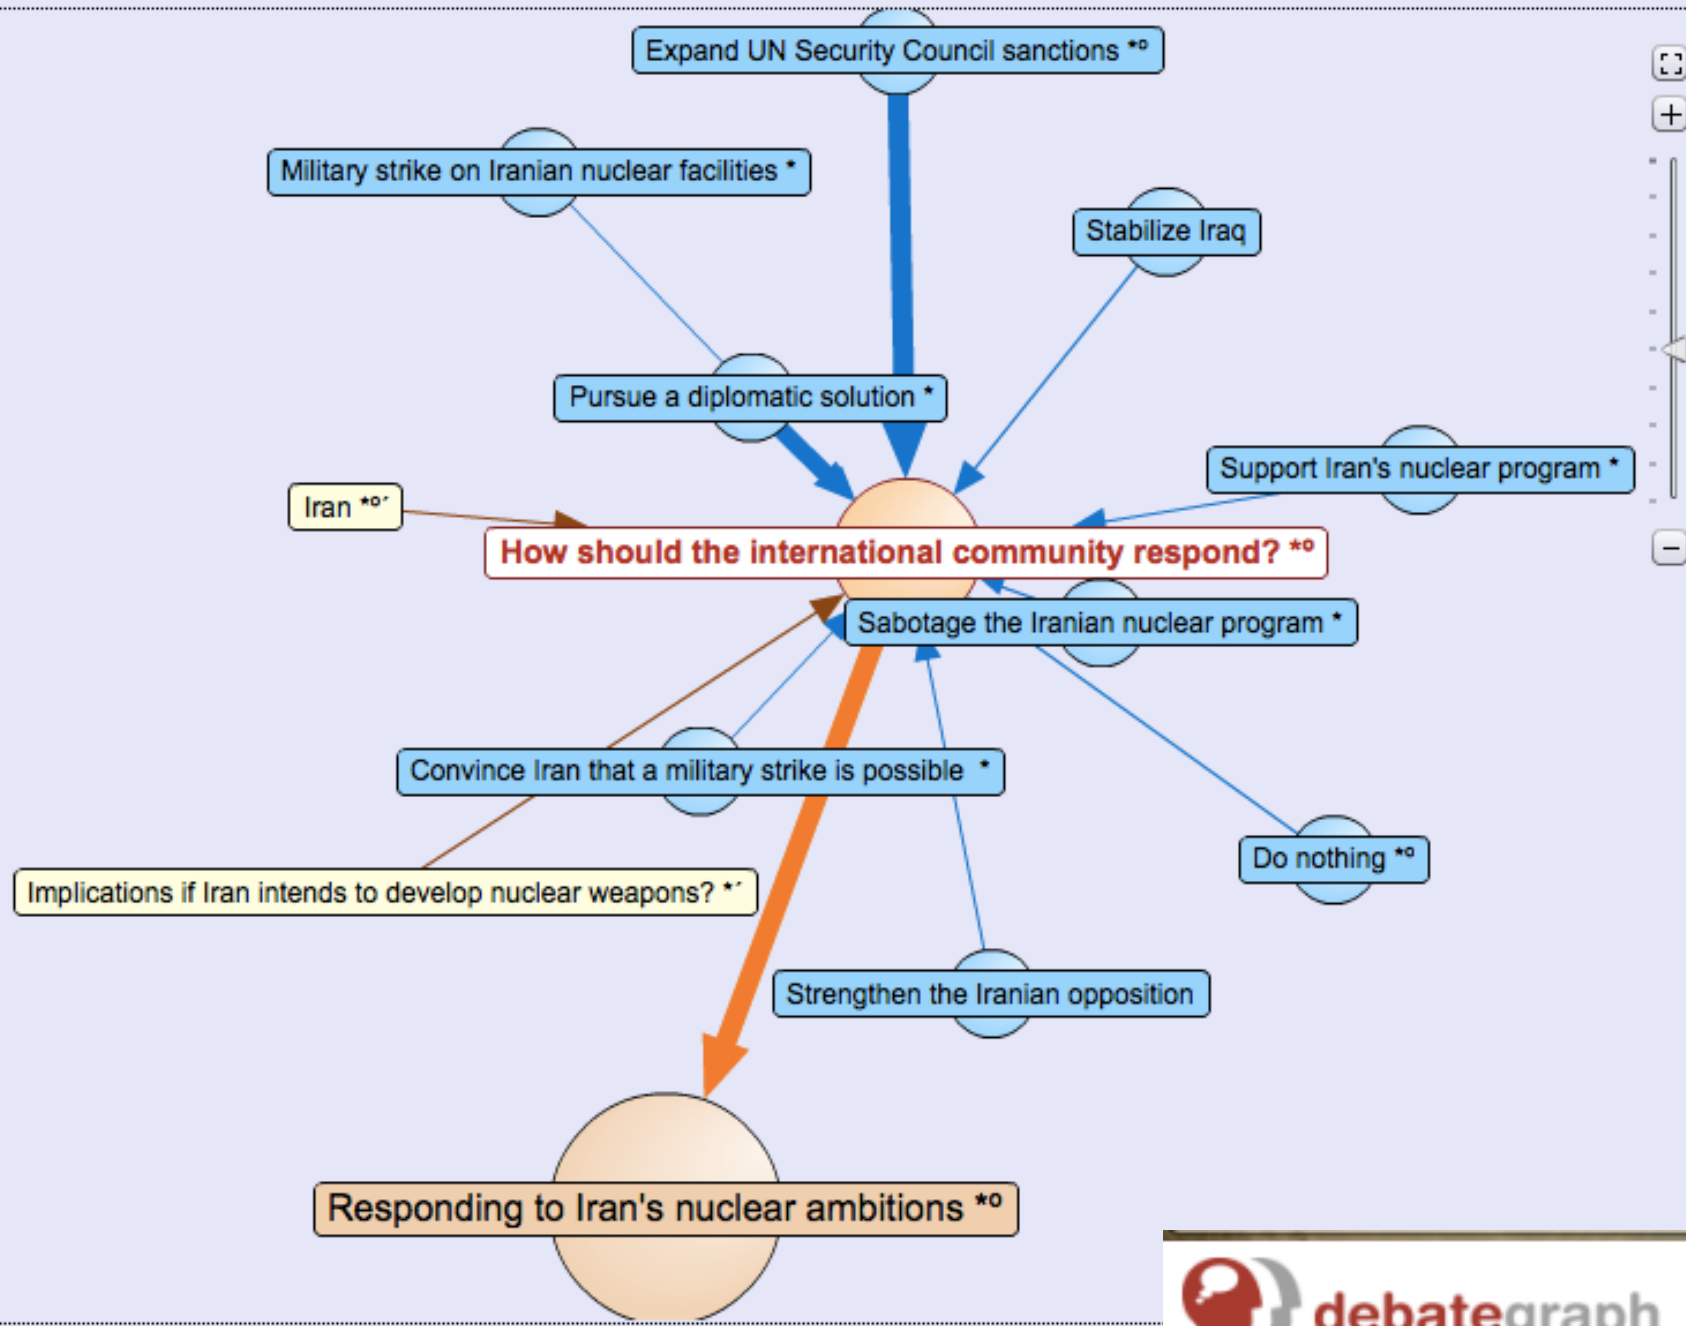 Expand UN Security Council sanctions *º
Military strike on Iranian nuclear facilities *
Stabilize Iraq
Pursue a diplomatic solution *
Support Iran's nuclear program *
Iran *º´
How should the international community respond? *º
Sabotage the Iranian nuclear program *
Convince Iran that a military strike is possible *
Do nothing *º
Implications if Iran intends to develop nuclear weapons? *´
Strengthen the Iranian opposition
Responding to Iran's nuclear ambitions *º
debategraph